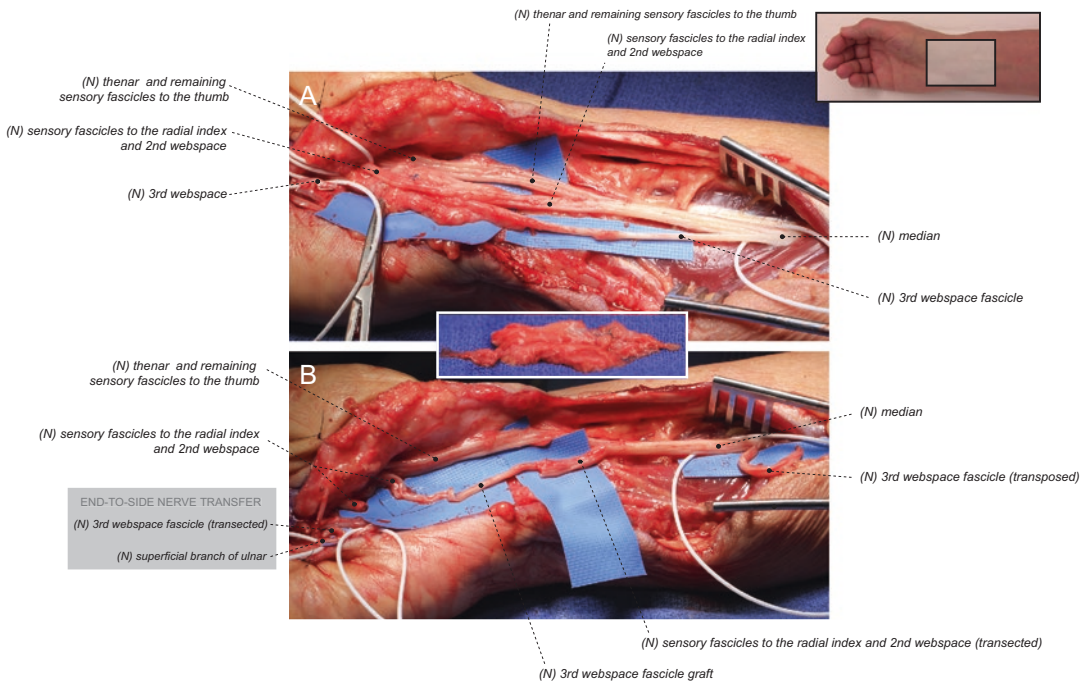 (N) thenar and remaining sensory fascicles to the thumb
(N) sensory fascicles to the radial index
and 2nd webspace
(N) thenar and remaining
sensory fascicles to the thumb
(N) sensory fascicles to the radial index
and 2nd webspace
(N) 3rd webspace
A
(N) median
(N) 3rd webspace fascicle
B
(N) thenar and remaining
sensory fascicles to the thumb
(N) sensory fascicles to the radial index
and 2nd webspace
END-TO-SIDE NERVE TRANSFER
(N) 3rd webspace fascicle (transected)
(N) superficial branch of ulnar
(N) median
(N) 3rd webspace fascicle (transposed)
(N) sensory fascicles to the radial index and 2nd webspace (transected)
(N) 3rd webspace fascicle graft